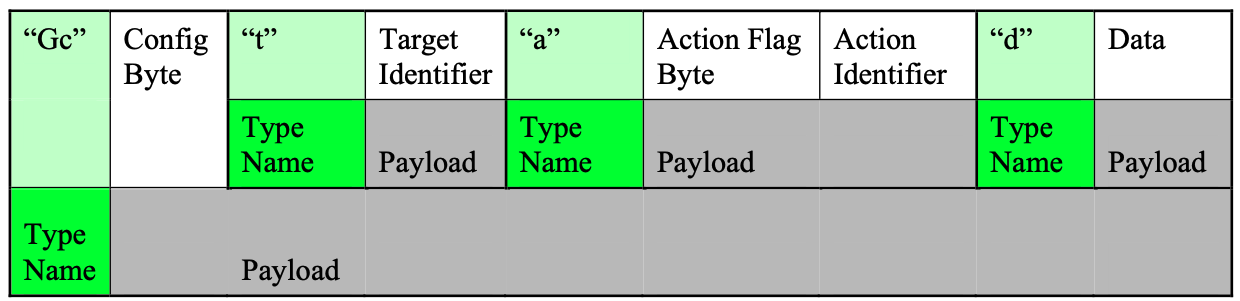 “Gc” Config “t” Target “a” Action Flag Action “d” Data
Byte Identifier Byte Identifier
Type Type Type
Name Payload Name Payload Name Payload
Type
Name Payload